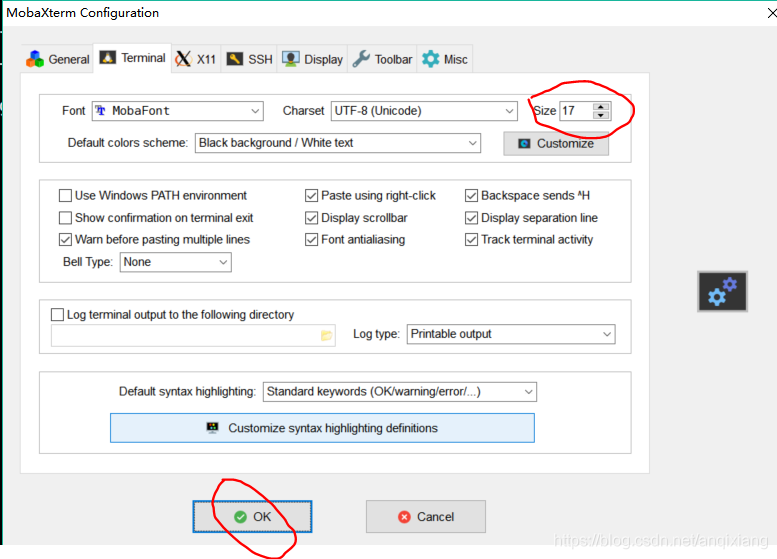 MobaXterm Configuration
General Terminal X11 SSH Display Toolbar Misc
Font MobaFont Charset UTF-8 (Unicode) Size 17
Default colors scheme: Black background / White text Customize
Use Windows PATH environment Paste using right-click Backspace sends ^H
Show confirmation on terminal exit Display scrollbar Display separation line
Warn before pasting multiple lines Font antialiasing Track terminal activity
Bell Type: None
Log terminal output to the following directory
Log type: Printable output
Default syntax highlighting: Standard keywords (OK/warning/error/...)
Customize syntax highlighting definitions
OK Cancel
https://blog.csdn.net/anqixiang